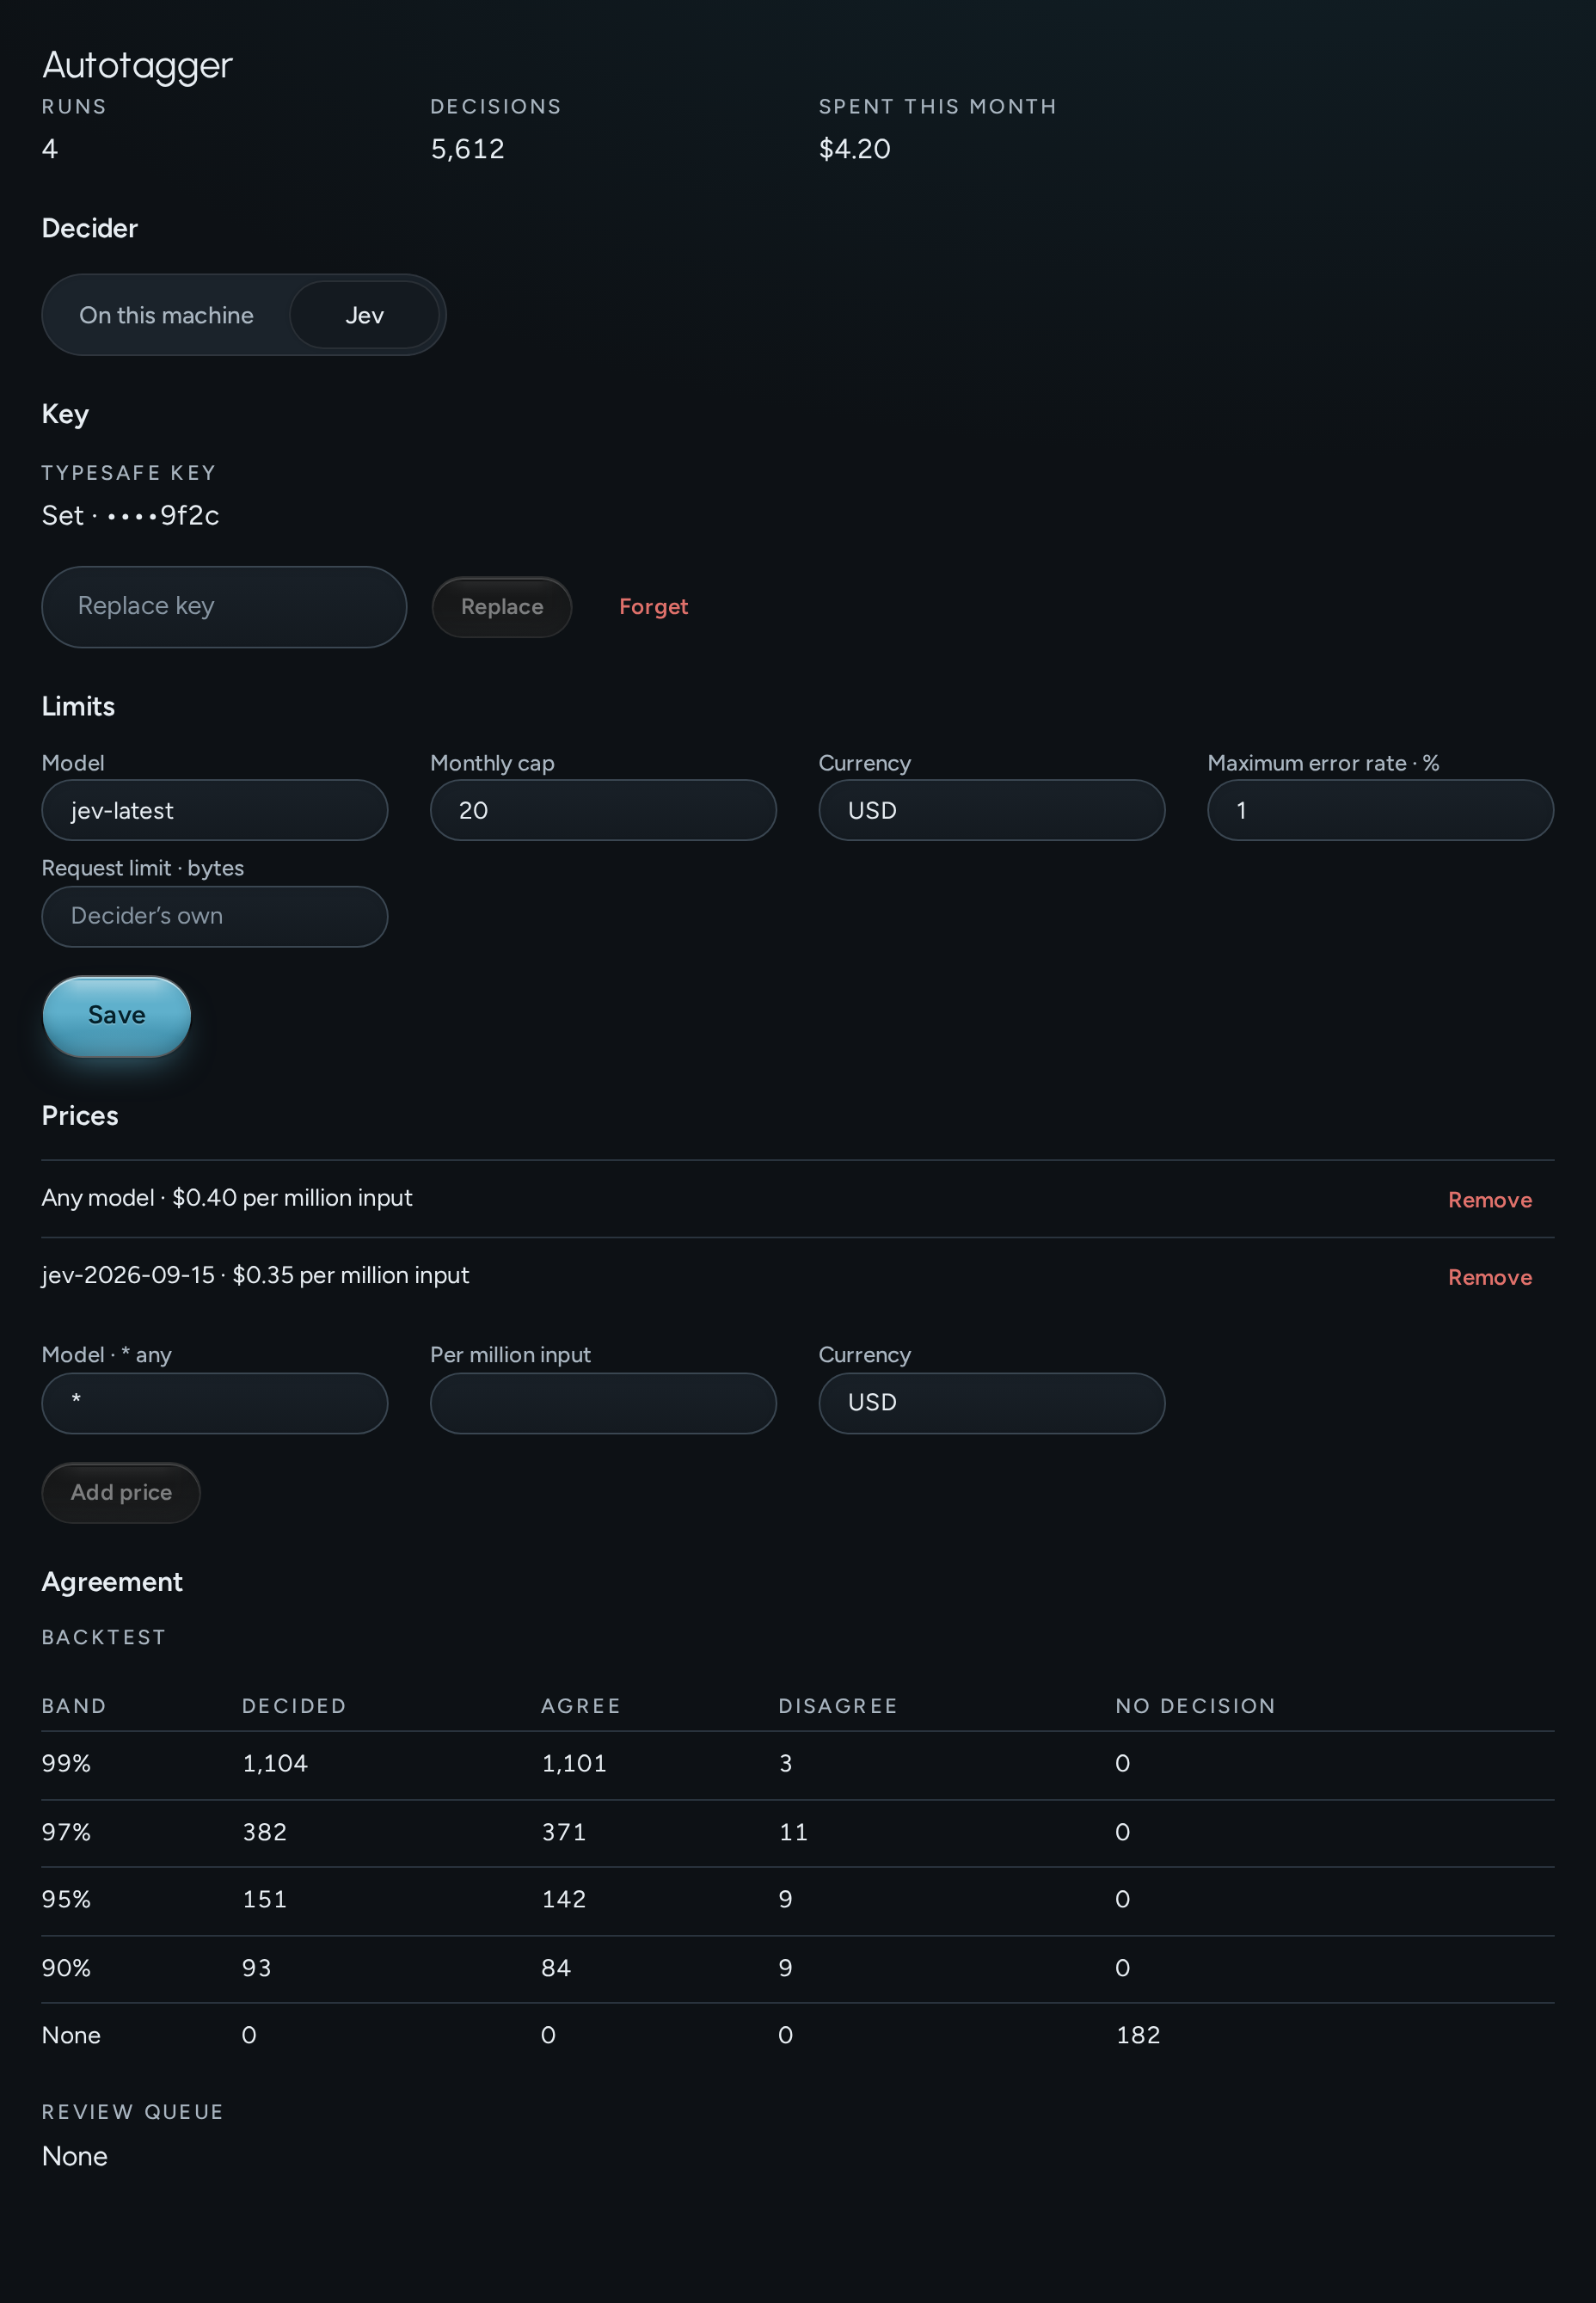 Autotagger
RUNS DECISIONS SPENT THIS MONTH
4 5,612 $4.20
Decider
On this machine Jev
Key
TYPESAFE KEY
Set · ••••9f2c
Replace key Replace Forget
Limits
Model Monthly cap Currency Maximum error rate · %
jev-latest 20 USD 1
Request limit · bytes
Decider’s own
Save
Prices
Any model · $0.40 per million input Remove
jev-2026-09-15 · $0.35 per million input Remove
Model · * any Per million input Currency
* USD
Add price
Agreement
BACKTEST
BAND DECIDED AGREE DISAGREE NO DECISION
99% 1,104 1,101 3 0
97% 382 371 11 0
95% 151 142 9 0
90% 93 84 9 0
None 0 0 0 182
REVIEW QUEUE
None